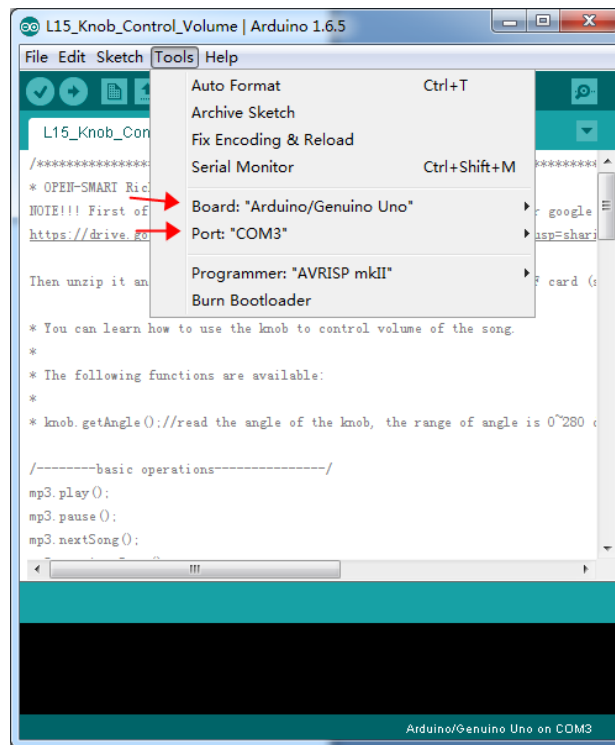 L15_Knob_Control_Volume | Arduino 1.6.5
File Edit Sketch Tools Help
Auto Format Ctrl+T
Archive Sketch
Fix Encoding & Reload
Serial Monitor Ctrl+Shift+M
Board: "Arduino/Genuino Uno"
Port: "COM3"
Programmer: "AVRISP mkII"
Burn Bootloader
L15_Knob_Con
/***************
* OPEN-SMART Ric
NOTE!!! First of r google
https://drive.go usp=shari
Then unzip it an card (s
* You can learn how to use the knob to control volume of the song.
*
* The following functions are available:
*
* knob.getAngle();//read the angle of the knob, the range of angle is 0~280 d
/--------basic operations---------------/
mp3.play();
mp3.pause();
mp3.nextSong();
Arduino/Genuino Uno on COM3